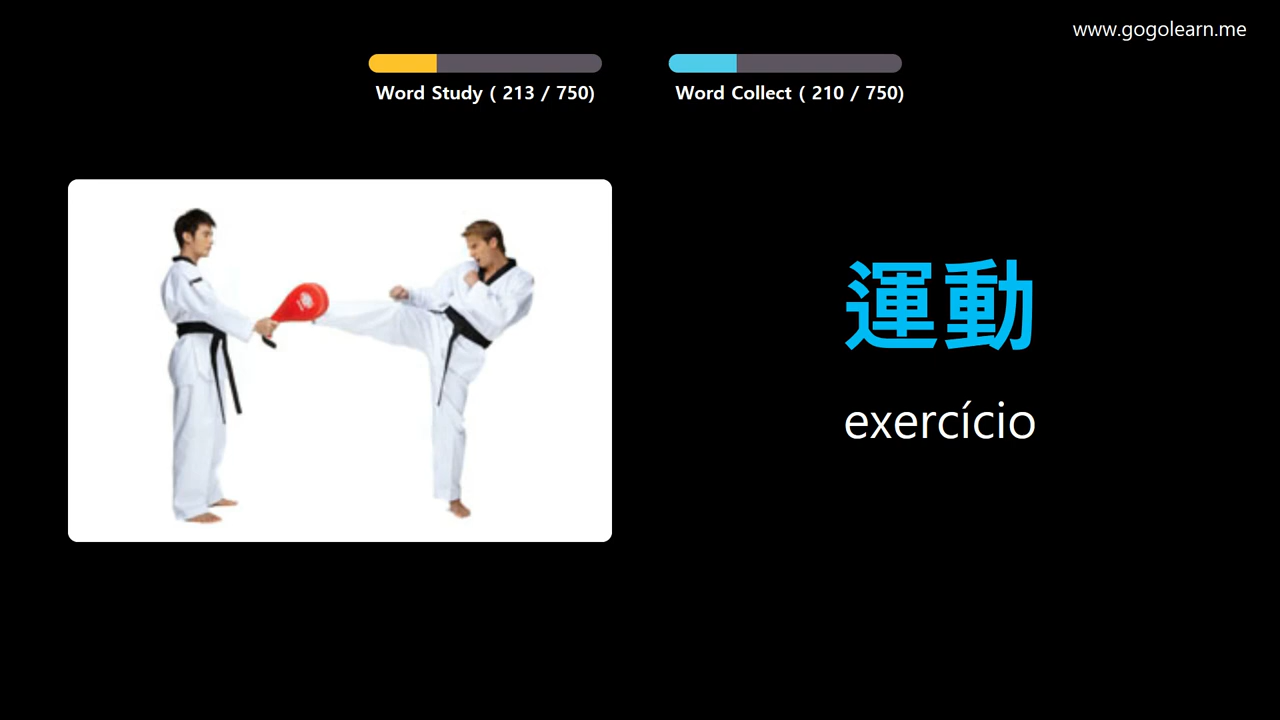 www.gogolearn.me
Word Study ( 213 / 750)
Word Collect ( 210 / 750)
運動
exercício